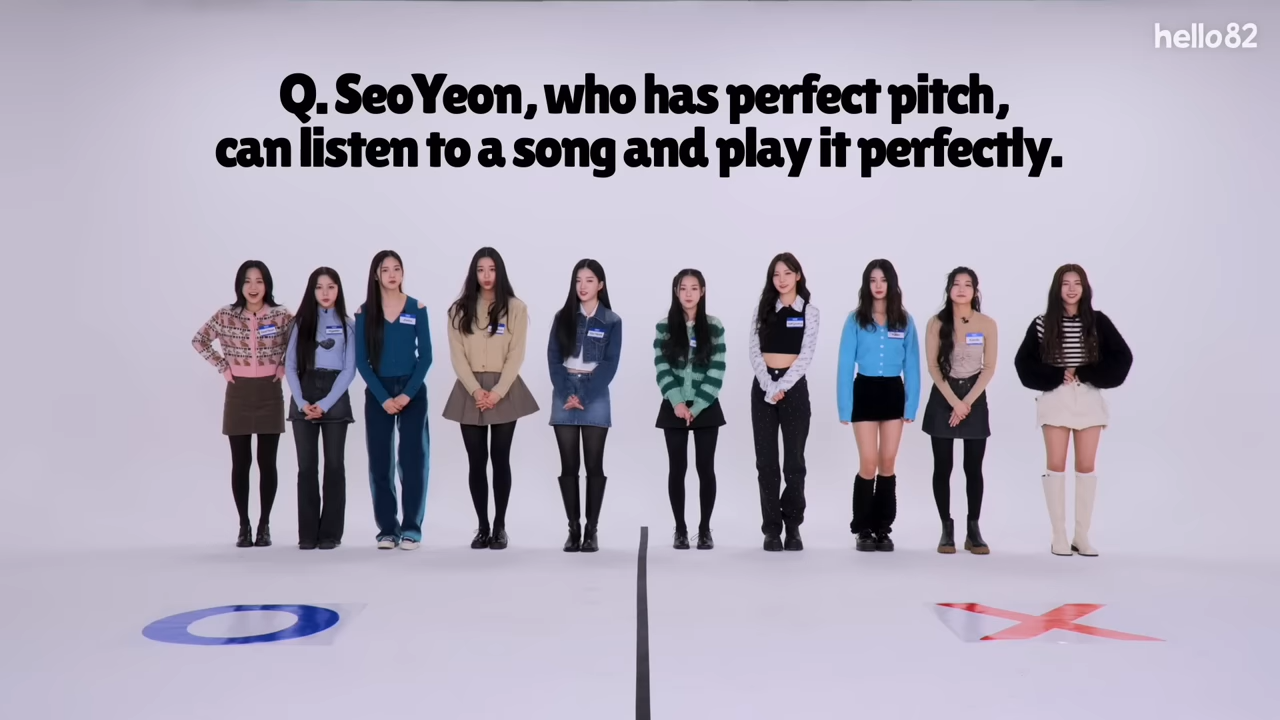 hello82
Q. SeoYeon, who has perfect pitch,
can listen to a song and play it perfectly.
O
X